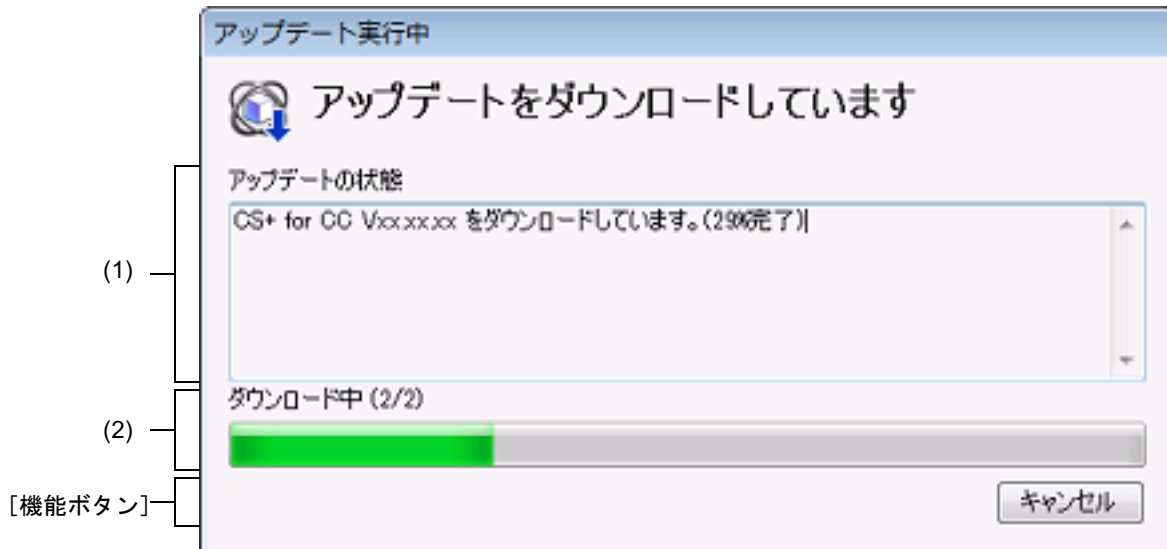 アップデート実行中
アップデートをダウンロードしています
アップデートの状態
CS+ for CC Vxx.xx.xx をダウンロードしています。(29%完了)
(1)
ダウンロード中 (2/2)
(2)
[機能ボタン]
キャンセル